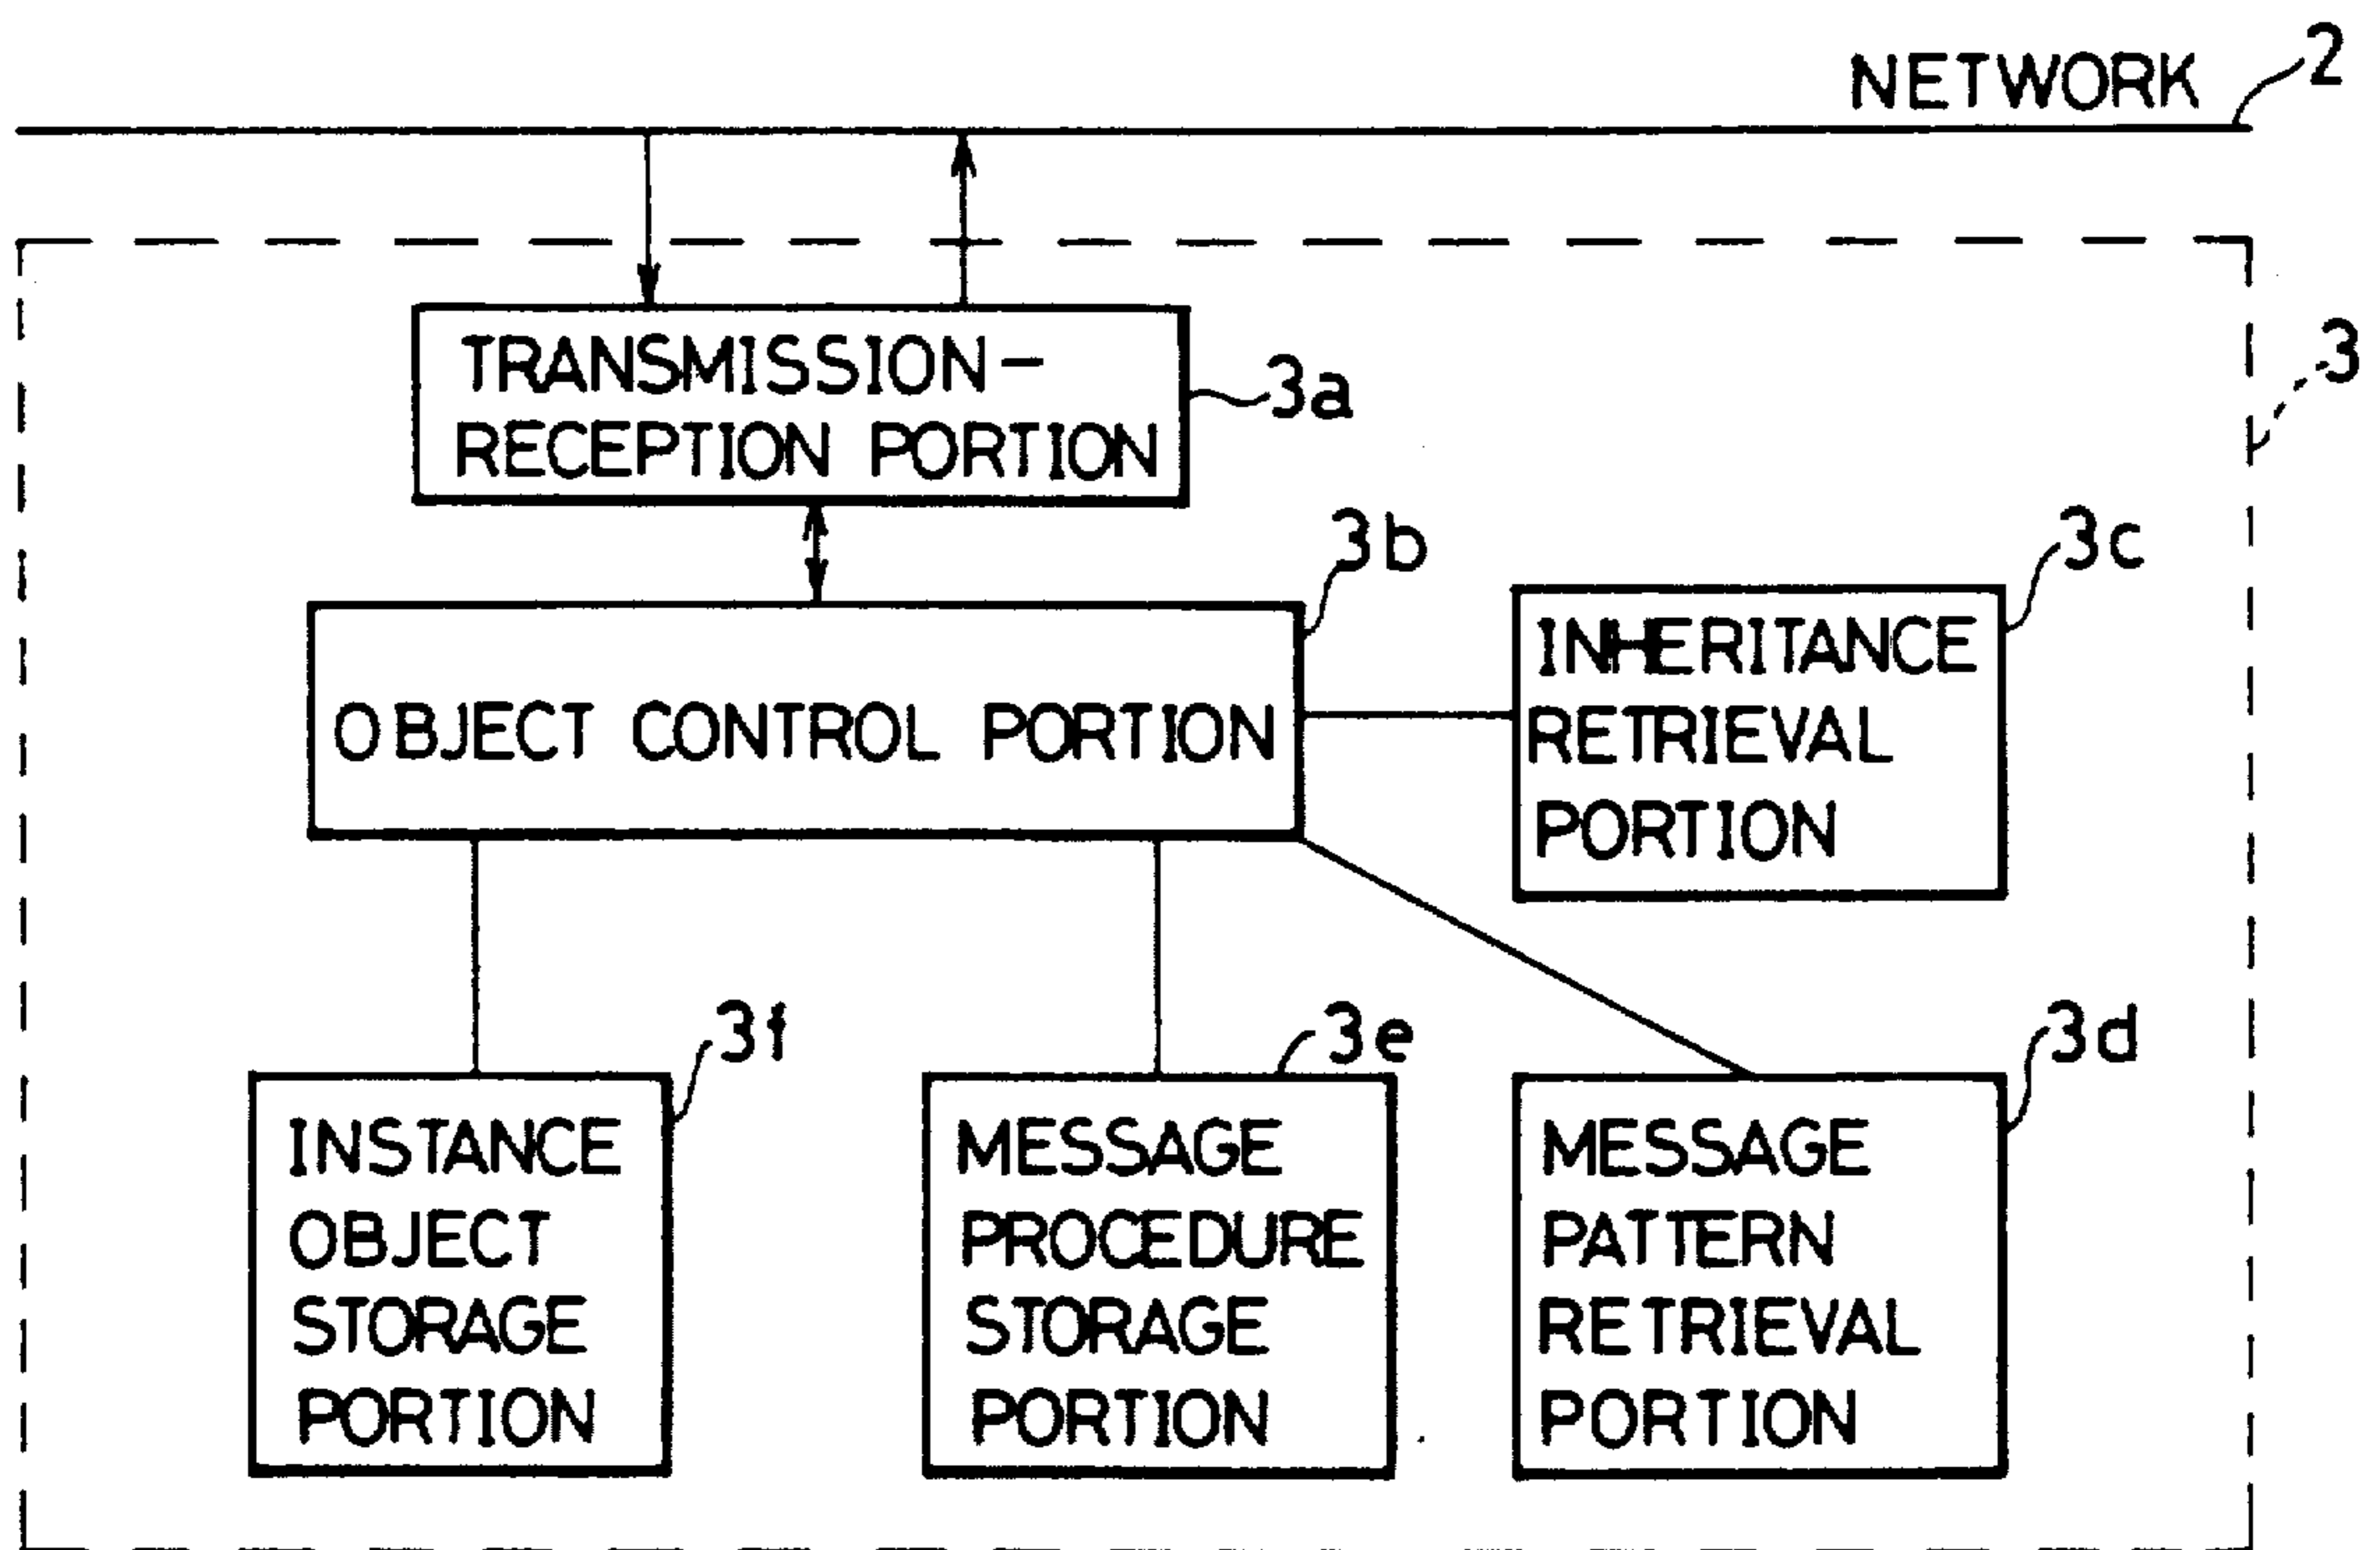 NETWORK 2
3
TRANSMISSION-
RECEPTION PORTION
3a
3b
OBJECT CONTROL PORTION
3c
INHERITANCE
RETRIEVAL
PORTION
3f
INSTANCE
OBJECT
STORAGE
PORTION
3e
MESSAGE
PROCEDURE
STORAGE
PORTION
3d
MESSAGE
PATTERN
RETRIEVAL
PORTION